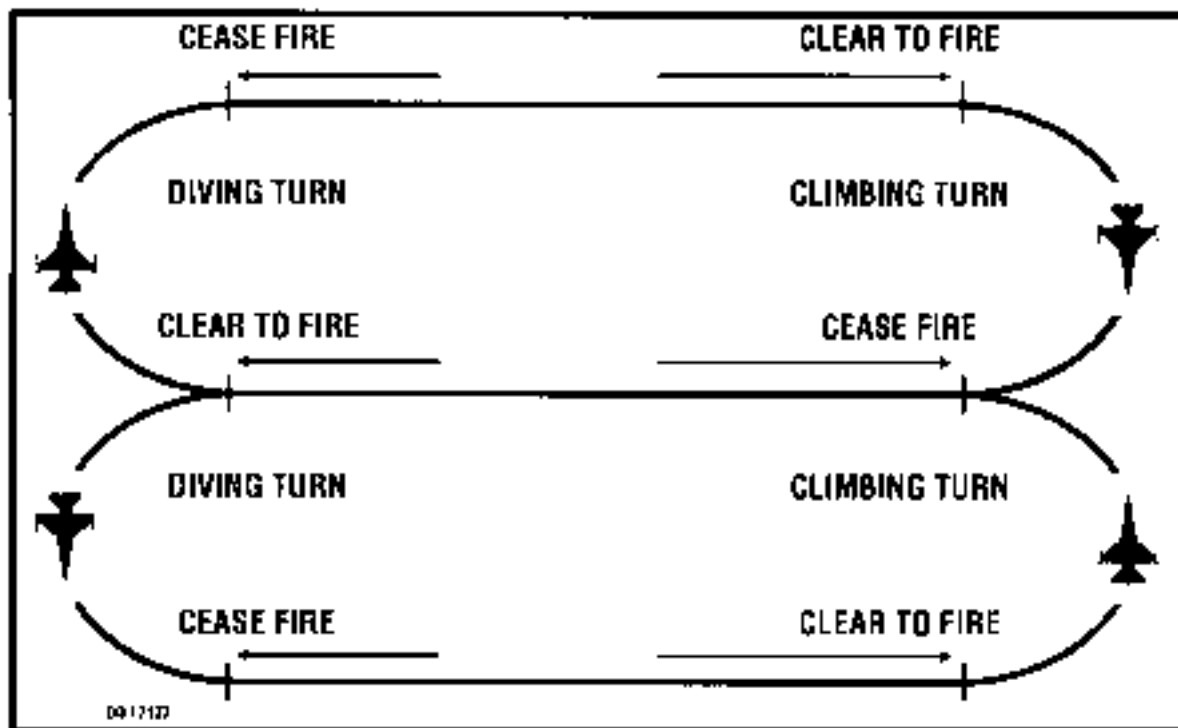 CEASE FIRE CLEAR TO FIRE
DIVING TURN CLIMBING TURN
CLEAR TO FIRE CEASE FIRE
DIVING TURN CLIMBING TURN
CEASE FIRE CLEAR TO FIRE